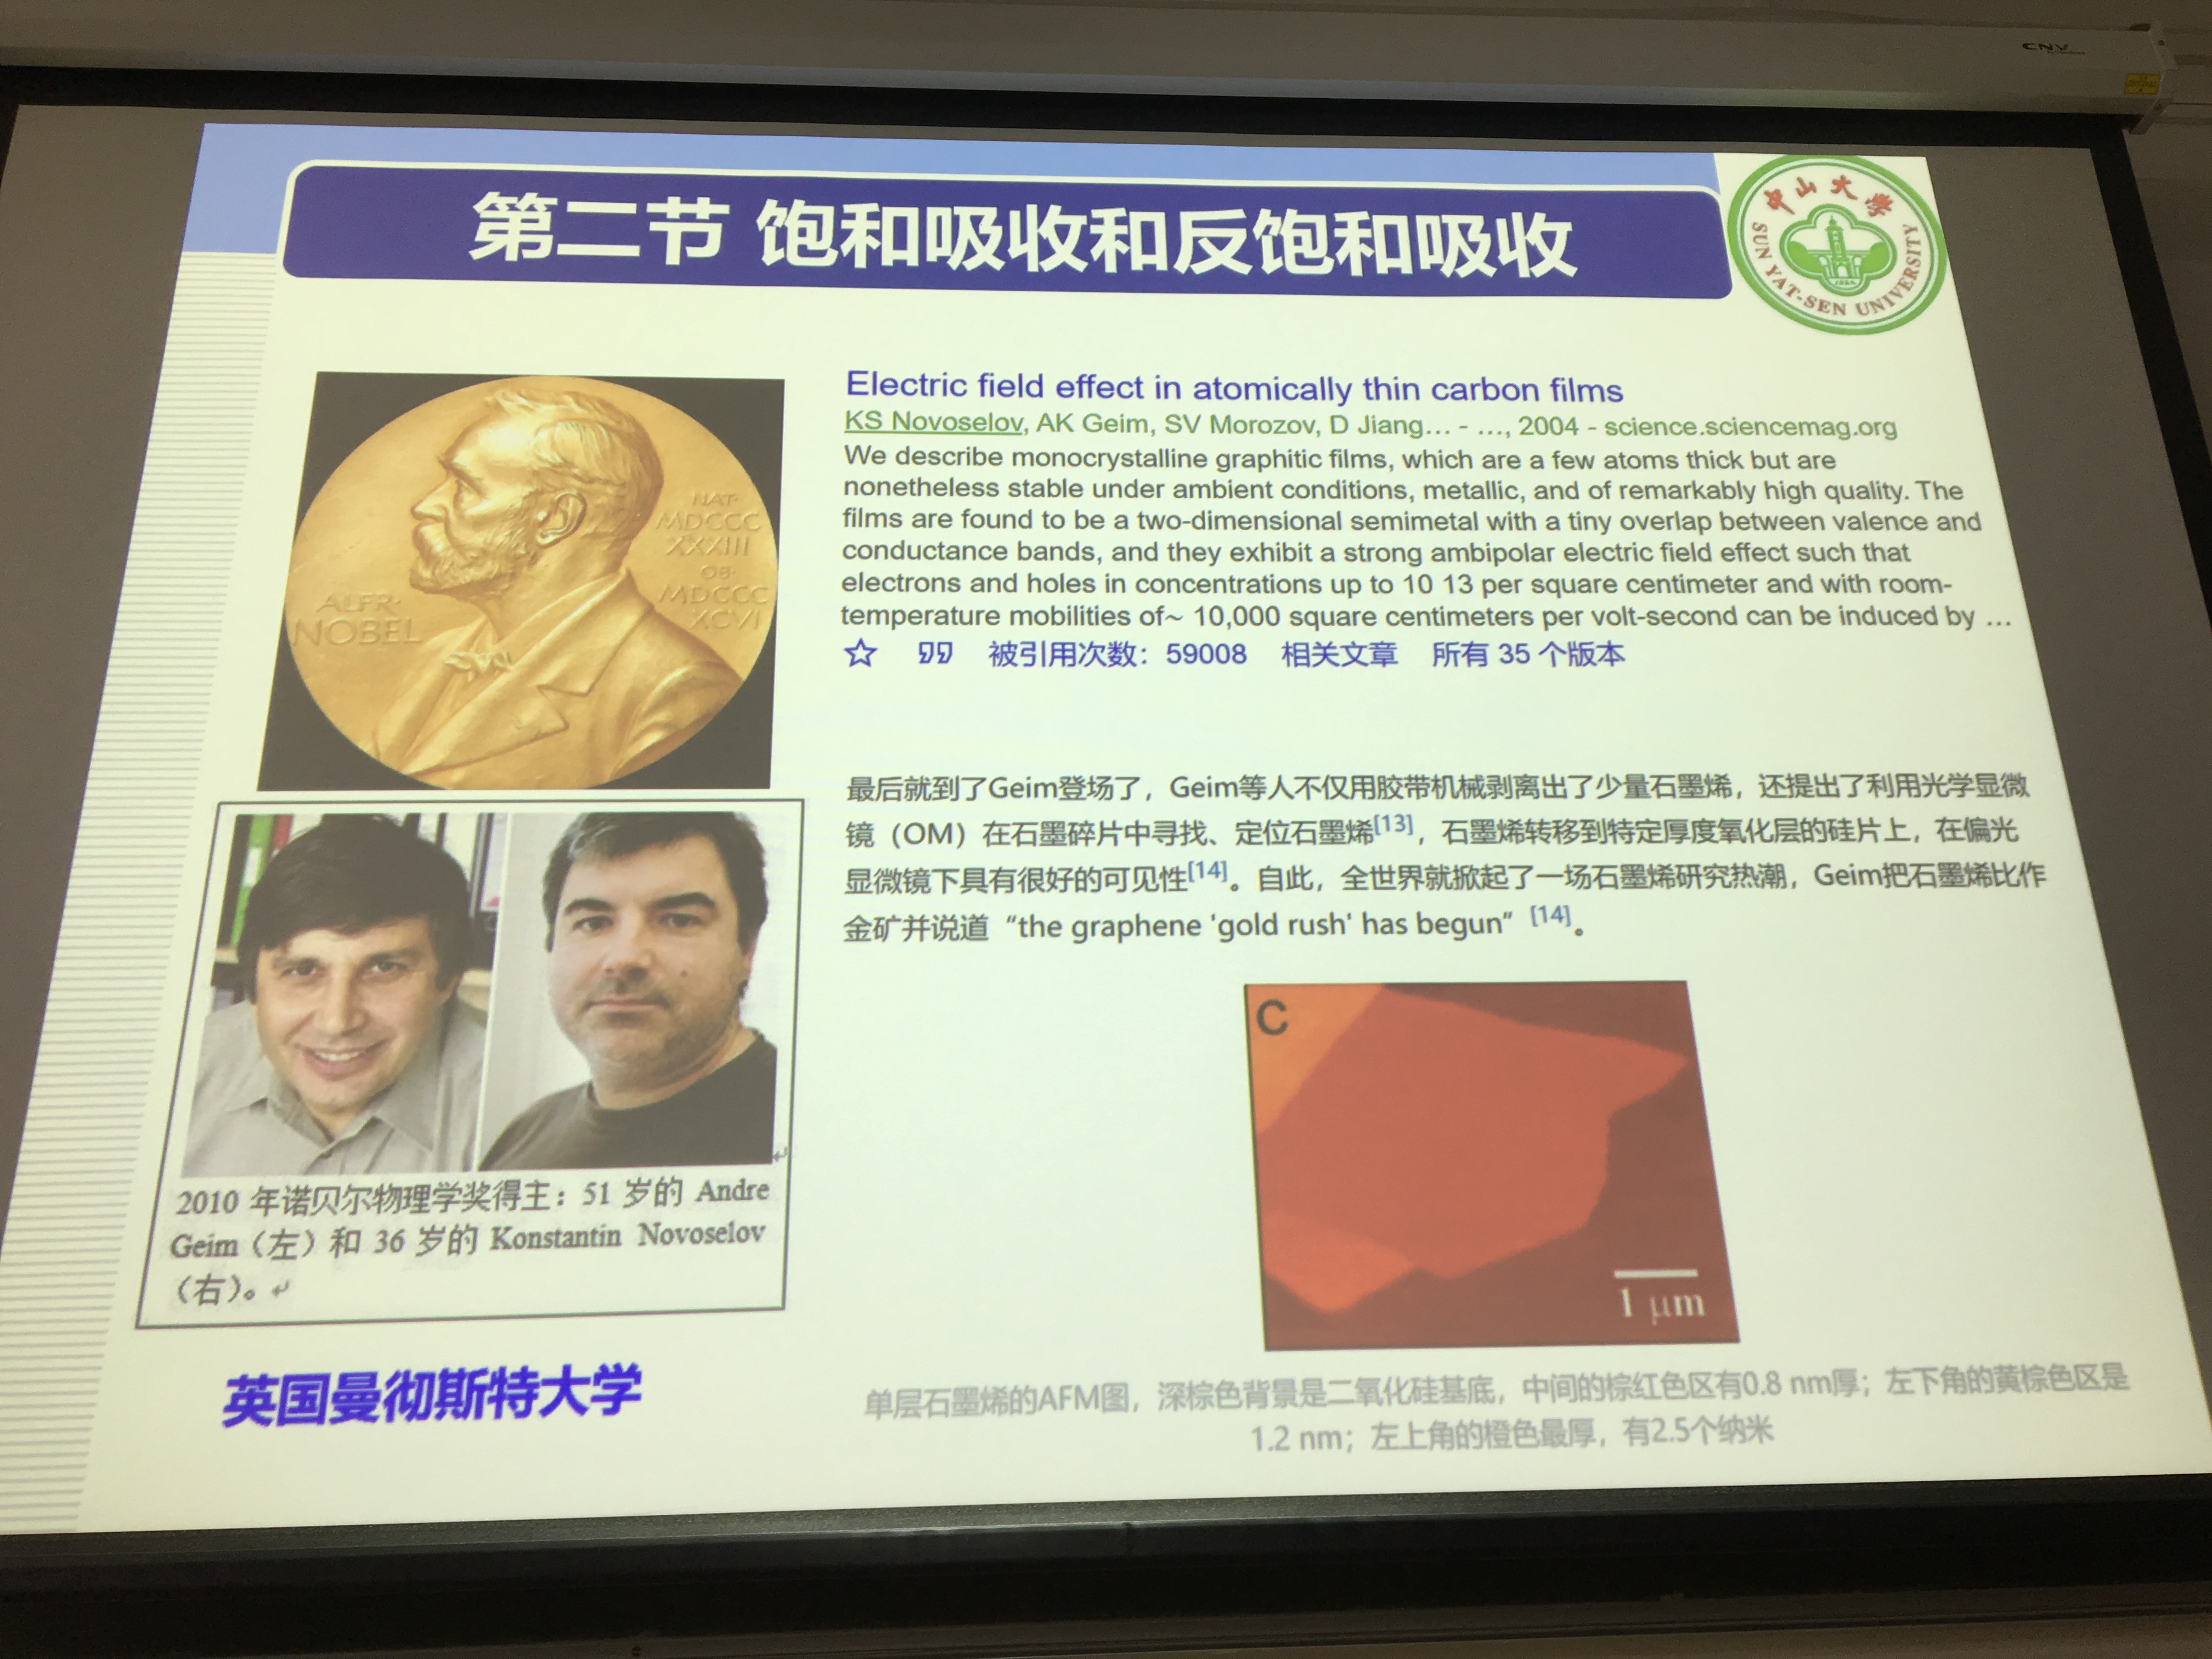 CNV
第二节 饱和吸收和反饱和吸收
中山大學
SUN YAT-SEN UNIVERSITY
Electric field effect in atomically thin carbon films
KS Novoselov, AK Geim, SV Morozov, D Jiang... - ..., 2004 - science.sciencemag.org
We describe monocrystalline graphitic films, which are a few atoms thick but are
nonetheless stable under ambient conditions, metallic, and of remarkably high quality. The
films are found to be a two-dimensional semimetal with a tiny overlap between valence and
conductance bands, and they exhibit a strong ambipolar electric field effect such that
electrons and holes in concentrations up to 10 13 per square centimeter and with room-
temperature mobilities of~ 10,000 square centimeters per volt-second can be induced by …
被引用次数：59008 相关文章 所有 35 个版本
NAT·
MDCCC
XXXIII
OB·
MDCCC
XCVI
ALFR·
NOBEL
最后就到了Geim登场了，Geim等人不仅用胶带机械剥离出了少量石墨烯，还提出了利用光学显微
镜（OM）在石墨碎片中寻找、定位石墨烯[13]，石墨烯转移到特定厚度氧化层的硅片上，在偏光
显微镜下具有很好的可见性[14]。自此，全世界就掀起了一场石墨烯研究热潮，Geim把石墨烯比作
金矿并说道“the graphene 'gold rush' has begun”[14]。
2010 年诺贝尔物理学奖得主：51 岁的 Andre
Geim（左）和 36 岁的 Konstantin Novoselov
（右）。
英国曼彻斯特大学
C
1 μm
单层石墨烯的AFM图，深棕色背景是二氧化硅基底，中间的棕红色区有0.8 nm厚；左下角的黄棕色区是
1.2 nm；左上角的橙色最厚，有2.5个纳米